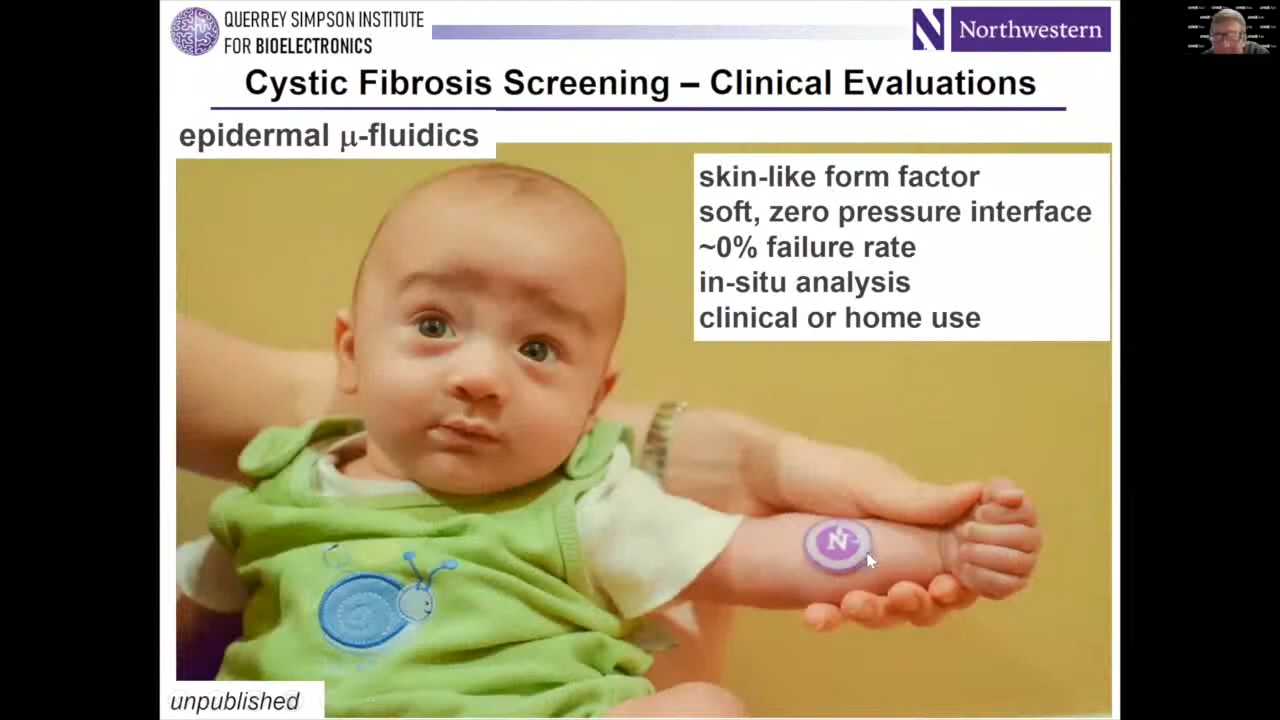 QUERREY SIMPSON INSTITUTE
FOR BIOELECTRONICS
N
Northwestern
Cystic Fibrosis Screening – Clinical Evaluations
epidermal μ-fluidics
skin-like form factor
soft, zero pressure interface
~0% failure rate
in-situ analysis
clinical or home use
N
unpublished